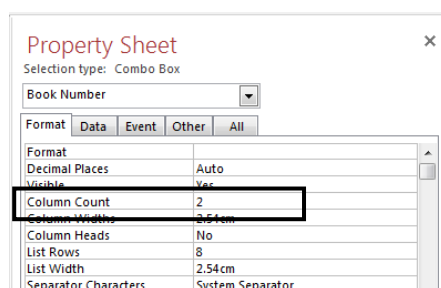 Property Sheet
Selection type: Combo Box
Book Number
Format Data Event Other All
Format
Decimal Places Auto
Visible Yes
Column Count 2
Column Widths 2.54cm
Column Heads No
List Rows 8
List Width 2.54cm
Separator Characters System Separator